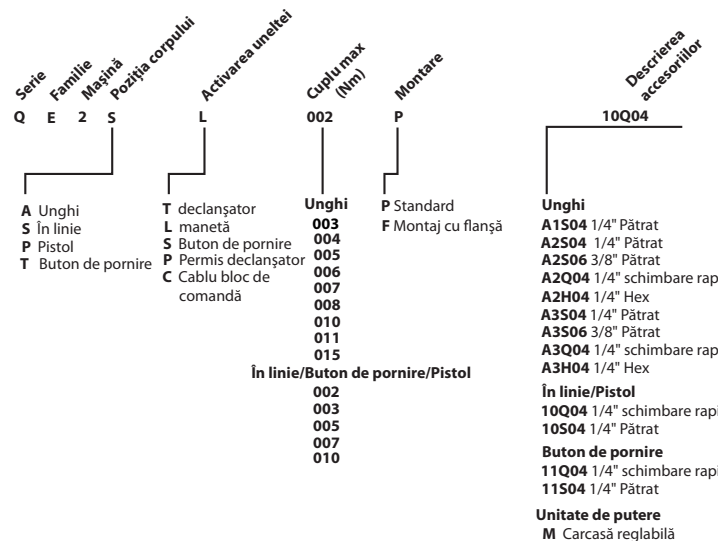 Serie
Familie
Mașină
Poziția corpului
Activarea uneltei
Cuplu max
(Nm)
Montare
Descrierea
accesoriilor
Q E 2 S L 002 P 10Q04
A Unghi
S În linie
P Pistol
T Buton de pornire
T declanşator
L manetă
S Buton de pornire
P Permis declanşator
C Cablu bloc de
comandă
Unghi
003
004
005
006
007
008
010
011
015
În linie/Buton de pornire/Pistol
002
003
005
007
010
P Standard
F Montaj cu flanşă
Unghi
A1S04 1/4" Pătrat
A2S04 1/4" Pătrat
A2S06 3/8" Pătrat
A2Q04 1/4" schimbare rapi
A2H04 1/4" Hex
A3S04 1/4" Pătrat
A3S06 3/8" Pătrat
A3Q04 1/4" schimbare rapi
A3H04 1/4" Hex
În linie/Pistol
10Q04 1/4" schimbare rapi
10S04 1/4" Pătrat
Buton de pornire
11Q04 1/4" schimbare rapi
11S04 1/4" Pătrat
Unitate de putere
M Carcasă reglabilă